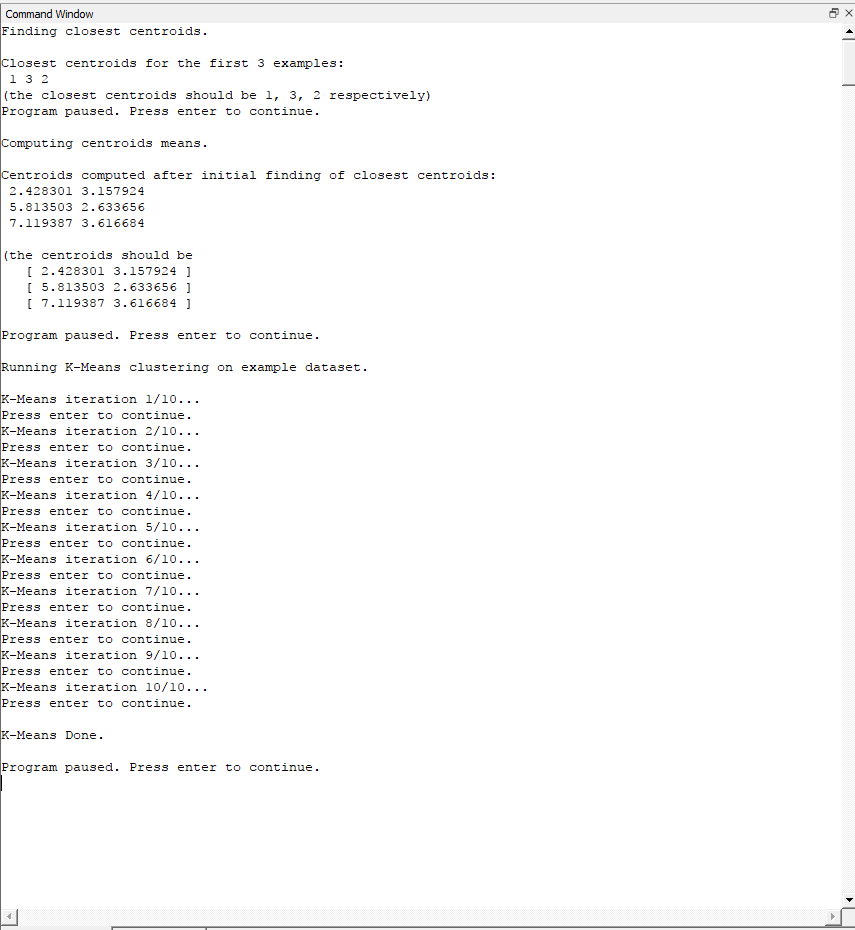 Command Window
Finding closest centroids.
Closest centroids for the first 3 examples:
1 3 2
(the closest centroids should be 1, 3, 2 respectively)
Program paused. Press enter to continue.
Computing centroids means.
Centroids computed after initial finding of closest centroids:
2.428301 3.157924
5.813503 2.633656
7.119387 3.616684
(the centroids should be
[ 2.428301 3.157924 ]
[ 5.813503 2.633656 ]
[ 7.119387 3.616684 ]
Program paused. Press enter to continue.
Running K-Means clustering on example dataset.
K-Means iteration 1/10...
Press enter to continue.
K-Means iteration 2/10...
Press enter to continue.
K-Means iteration 3/10...
Press enter to continue.
K-Means iteration 4/10...
Press enter to continue.
K-Means iteration 5/10...
Press enter to continue.
K-Means iteration 6/10...
Press enter to continue.
K-Means iteration 7/10...
Press enter to continue.
K-Means iteration 8/10...
Press enter to continue.
K-Means iteration 9/10...
Press enter to continue.
K-Means iteration 10/10...
Press enter to continue.
K-Means Done.
Program paused. Press enter to continue.